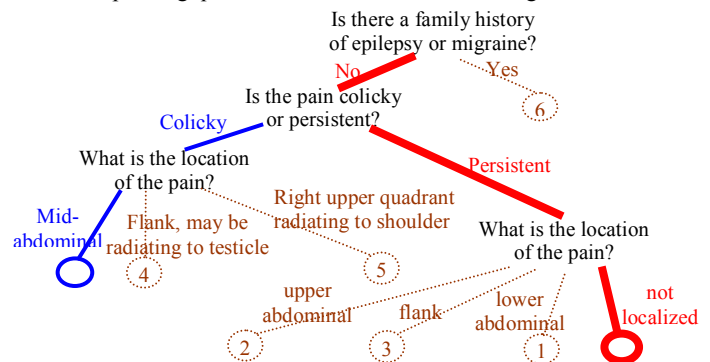 Is there a family history
of epilepsy or migraine?
No
Yes
6
Is the pain colicky
or persistent?
Colicky
Persistent
What is the location
of the pain?
Mid-
abdominal
Flank, may be
radiating to testicle
Right upper quadrant
radiating to shoulder
4
5
What is the location
of the pain?
upper
abdominal
flank
lower
abdominal
not
localized
2
3
1